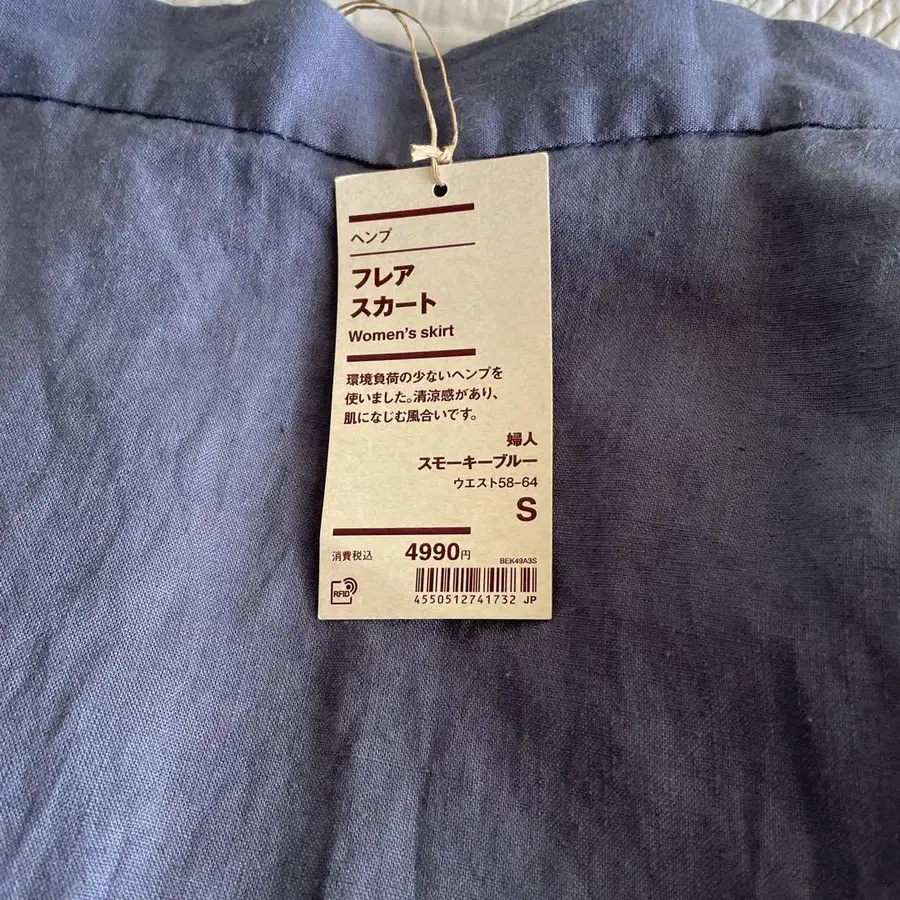 ヘンプ
フレア
スカート
Women's skirt
環境負荷の少ないヘンプを
使いました。清涼感があり、
肌になじむ風合いです。
婦人
スモーキーブルー
ウエスト58-64
S
消費税込 4990円
BEK49A3S
RFID
4550512741732 JP